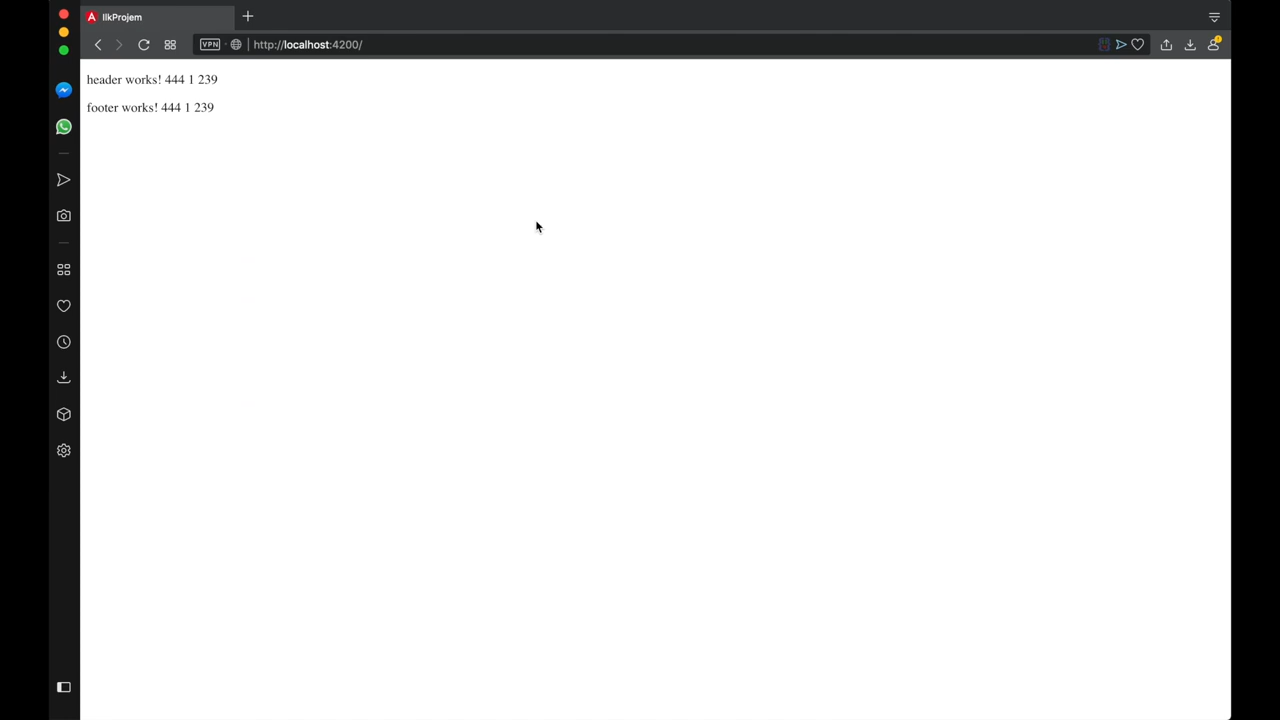 IlkProjem
VPN
http://localhost:4200/
header works! 444 1 239
footer works! 444 1 239